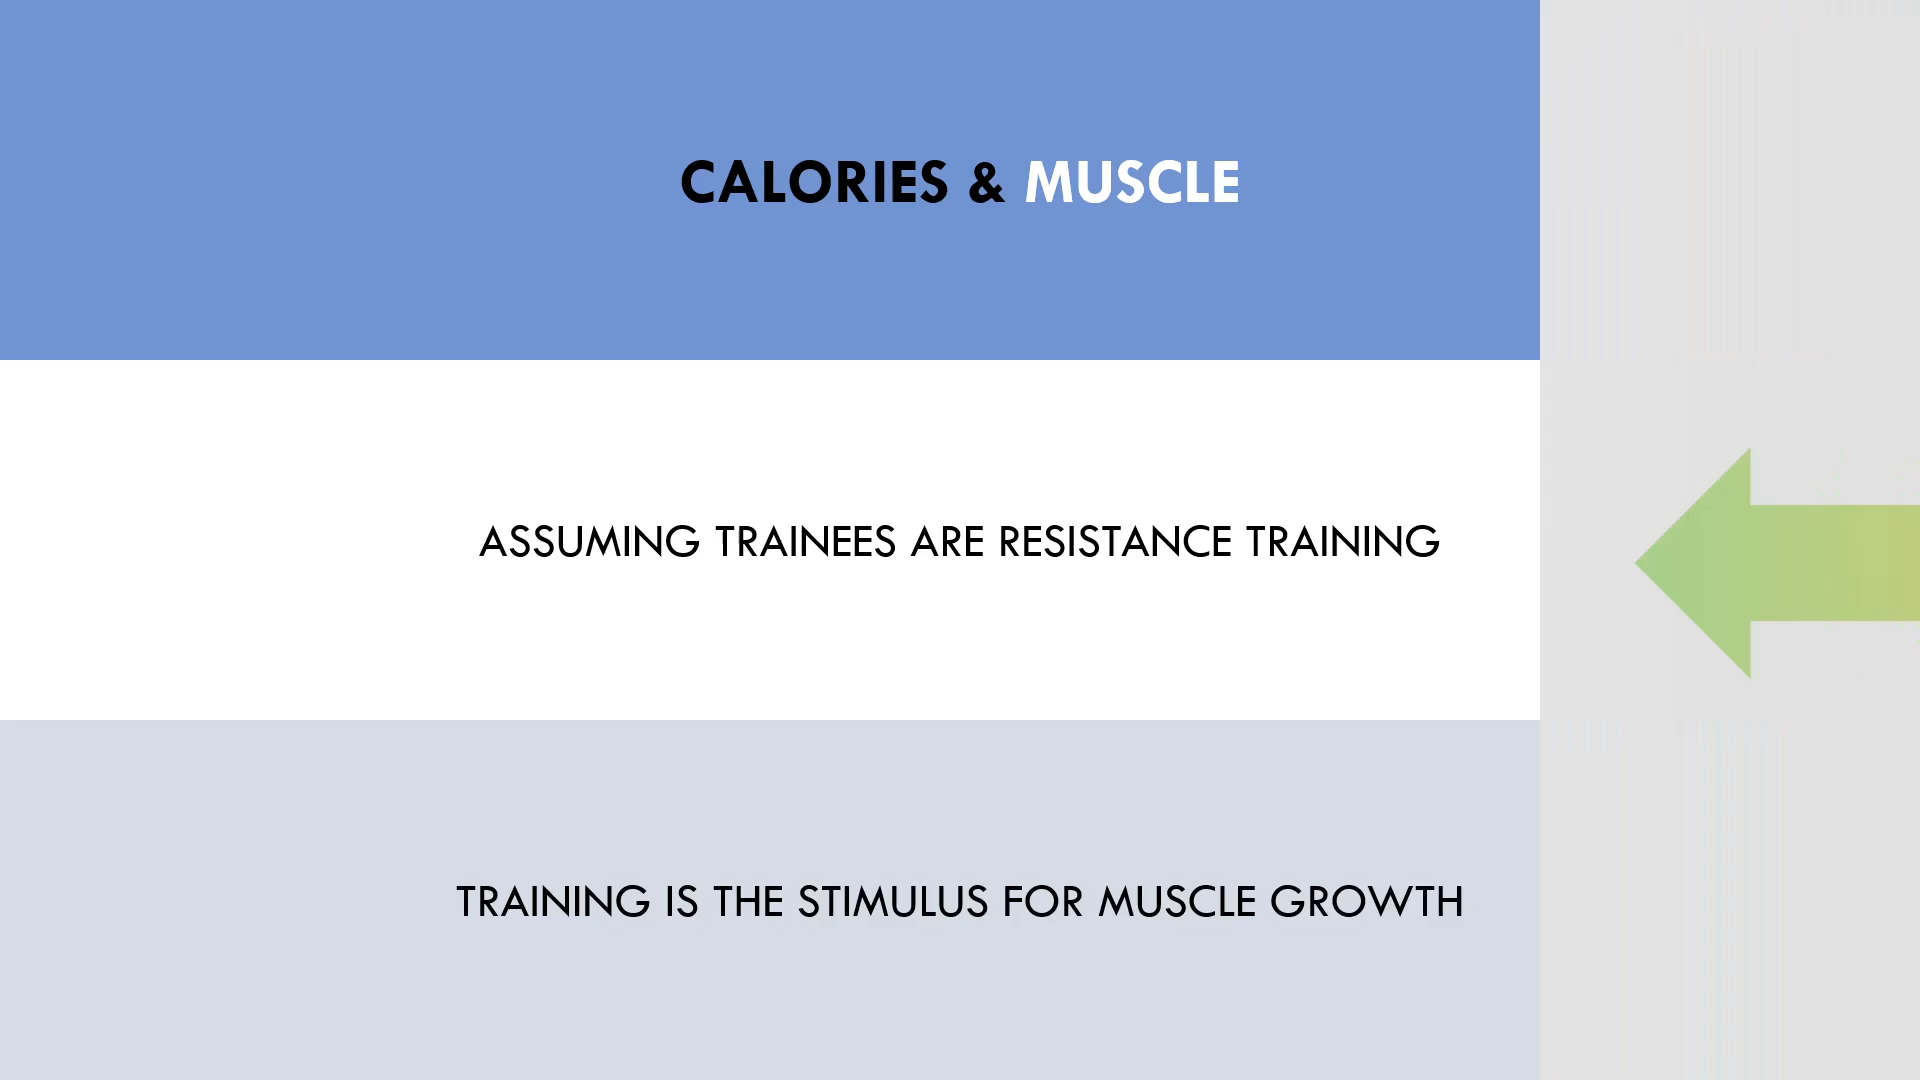 CALORIES & MUSCLE
ASSUMING TRAINEES ARE RESISTANCE TRAINING
TRAINING IS THE STIMULUS FOR MUSCLE GROWTH